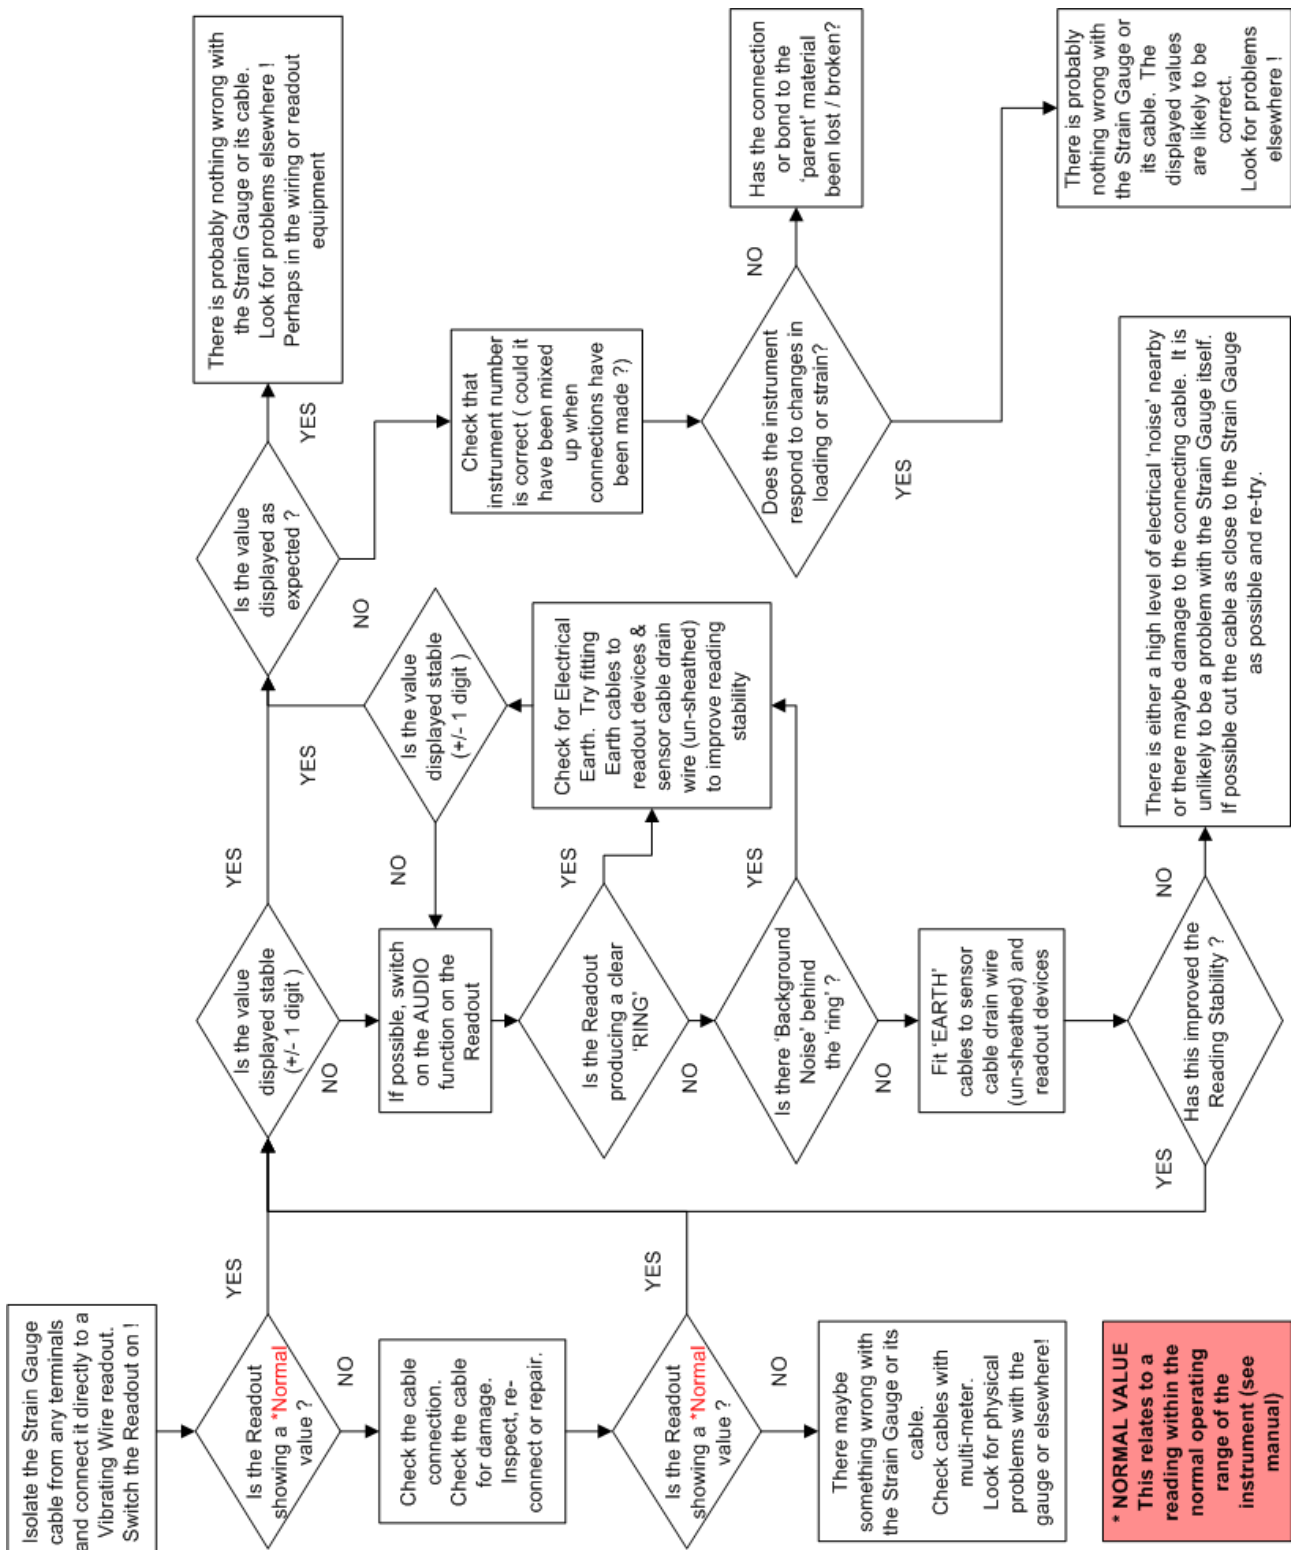 Isolate the Strain Gauge
cable from any terminals
and connect it directly to a
Vibrating Wire readout.
Switch the Readout on !
Is the Readout
showing a *Normal
value ?
YES
NO
Check the cable
connection.
Check the cable
for damage.
Inspect, re-
connect or repair.
Is the Readout
showing a *Normal
value ?
YES
NO
There maybe
something wrong with
the Strain Gauge or its
cable.
Check cables with
multi-meter.
Look for physical
problems with the
gauge or elsewhere!
* NORMAL VALUE
This relates to a
reading within the
normal operating
range of the
instrument (see
manual)
Is the value
displayed stable
(+/- 1 digit )
YES
NO
If possible, switch
on the AUDIO
function on the
Readout
Is the Readout
producing a clear
‘RING’
YES
NO
Is there ‘Background
Noise’ behind
the ‘ring’ ?
YES
NO
Fit ‘EARTH’
cables to sensor
cable drain wire
(un-sheathed) and
readout devices
Has this improved the
Reading Stability ?
YES
NO
There is either a high level of electrical ‘noise’ nearby
or there maybe damage to the connecting cable. It is
unlikely to be a problem with the Strain Gauge itself.
If possible cut the cable as close to the Strain Gauge
as possible and re-try.
Check for Electrical
Earth. Try fitting
Earth cables to
readout devices &
sensor cable drain
wire (un-sheathed)
to improve reading
stability
Is the value
displayed stable
(+/- 1 digit )
YES
NO
Is the value
displayed as
expected ?
YES
NO
There is probably nothing wrong with
the Strain Gauge or its cable.
Look for problems elsewhere !
Perhaps in the wiring or readout
equipment
Check that
instrument number
is correct ( could it
have been mixed
up when
connections have
been made ?)
Does the instrument
respond to changes in
loading or strain?
NO
YES
Has the connection
or bond to the
‘parent’ material
been lost / broken?
There is probably
nothing wrong with
the Strain Gauge or
its cable. The
displayed values
are likely to be
correct.
Look for problems
elsewhere !